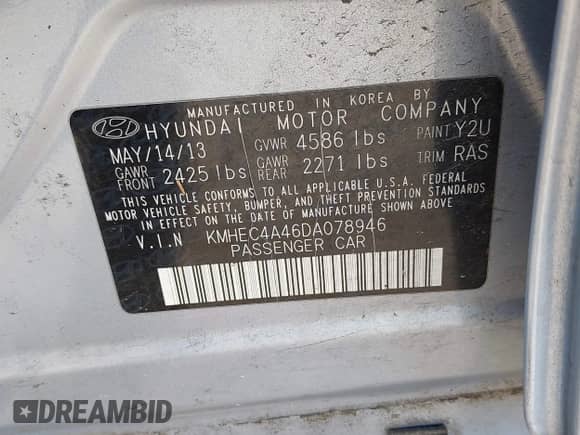 MANUFACTURED IN KOREA BY
HYUNDAI MOTOR COMPANY
MAY/14/13 GVWR 4586 lbs PAINT Y2U
GAWR FRONT 2425 lbs GAWR REAR 2271 lbs TRIM RAS
THIS VEHICLE CONFORMS TO ALL APPLICABLE U.S.A. FEDERAL
MOTOR VEHICLE SAFETY, BUMPER, AND THEFT PREVENTION STANDARDS
IN EFFECT ON THE DATE OF MANUFACTURE SHOWN ABOVE
V.I.N KMHEC4A46DA078946
PASSENGER CAR
DREAMBID